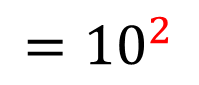 = 10²